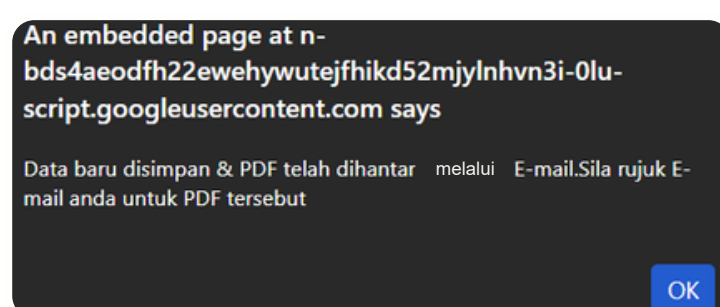 An embedded page at n-
bds4aeodfh22ewehywutejfhikd52mjylnhvn3i-0lu-
script.googleusercontent.com says
Data baru disimpan & PDF telah dihantar melalui E-mail.Sila rujuk E-
mail anda untuk PDF tersebut
OK